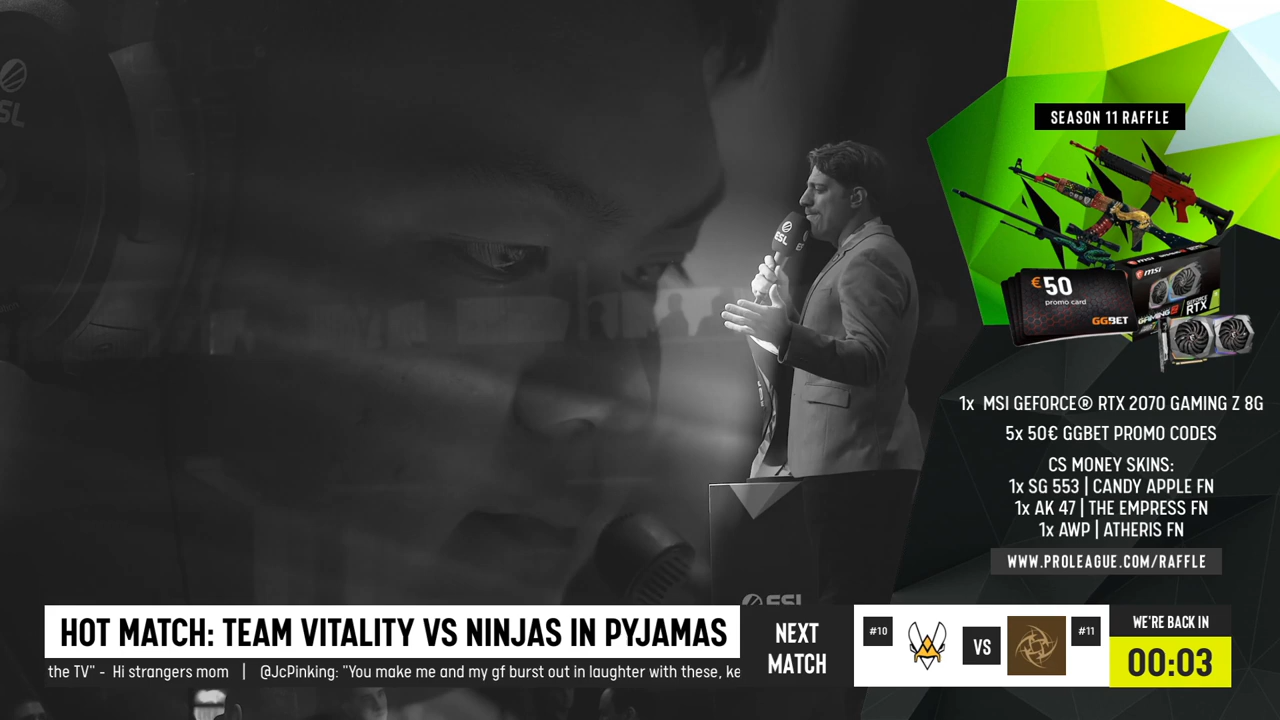 SEASON 11 RAFFLE
€50
promo card
GGBET
msi
GAMING Z
GEFORCE
RTX
ESL
ESL
1x MSI GEFORCE® RTX 2070 GAMING Z 8G
5x 50€ GGBET PROMO CODES
CS MONEY SKINS:
1x SG 553 | CANDY APPLE FN
1x AK 47 | THE EMPRESS FN
1x AWP | ATHERIS FN
WWW.PROLEAGUE.COM/RAFFLE
ESL
HOT MATCH: TEAM VITALITY VS NINJAS IN PYJAMAS
the TV" - Hi strangers mom | @JcPinking: "You make me and my gf burst out in laughter with these, ke
NEXT
MATCH
#10
VS
#11
WE'RE BACK IN
00:03